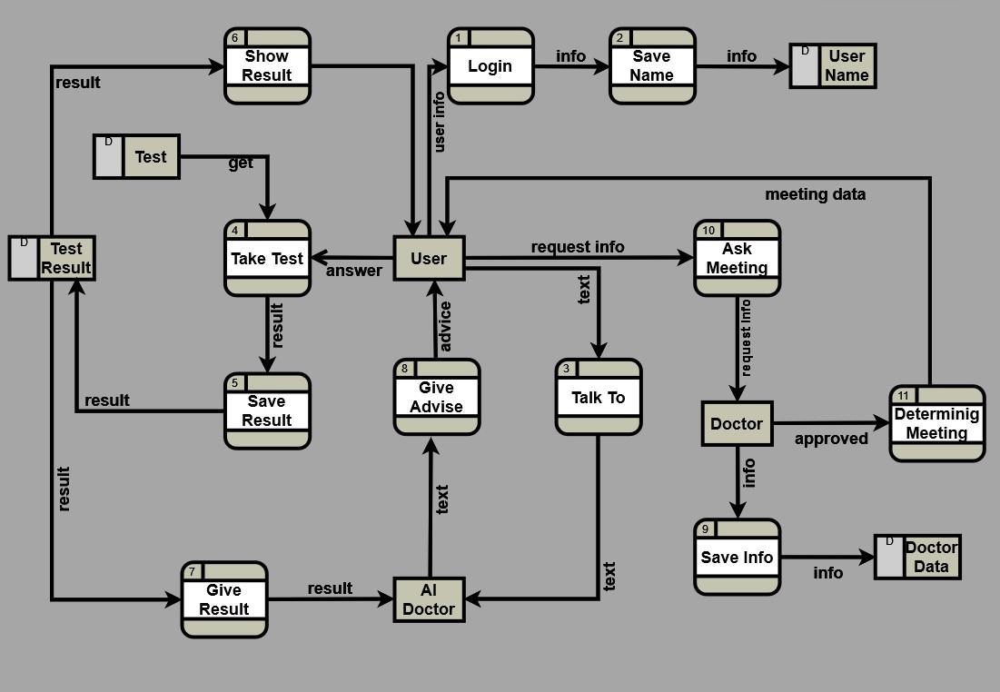 6
Show
Result
1
Login
info
2
Save
Name
info
D
User
Name
result
user info
D
Test
get
meeting data
4
Take Test
answer
User
request info
10
Ask
Meeting
D
Test
Result
text
result
advice
request Info
5
Save
Result
result
8
Give
Advise
3
Talk To
Doctor
approved
11
Determinig
Meeting
result
text
info
9
Save Info
info
D
Doctor
Data
7
Give
Result
result
AI
Doctor
text